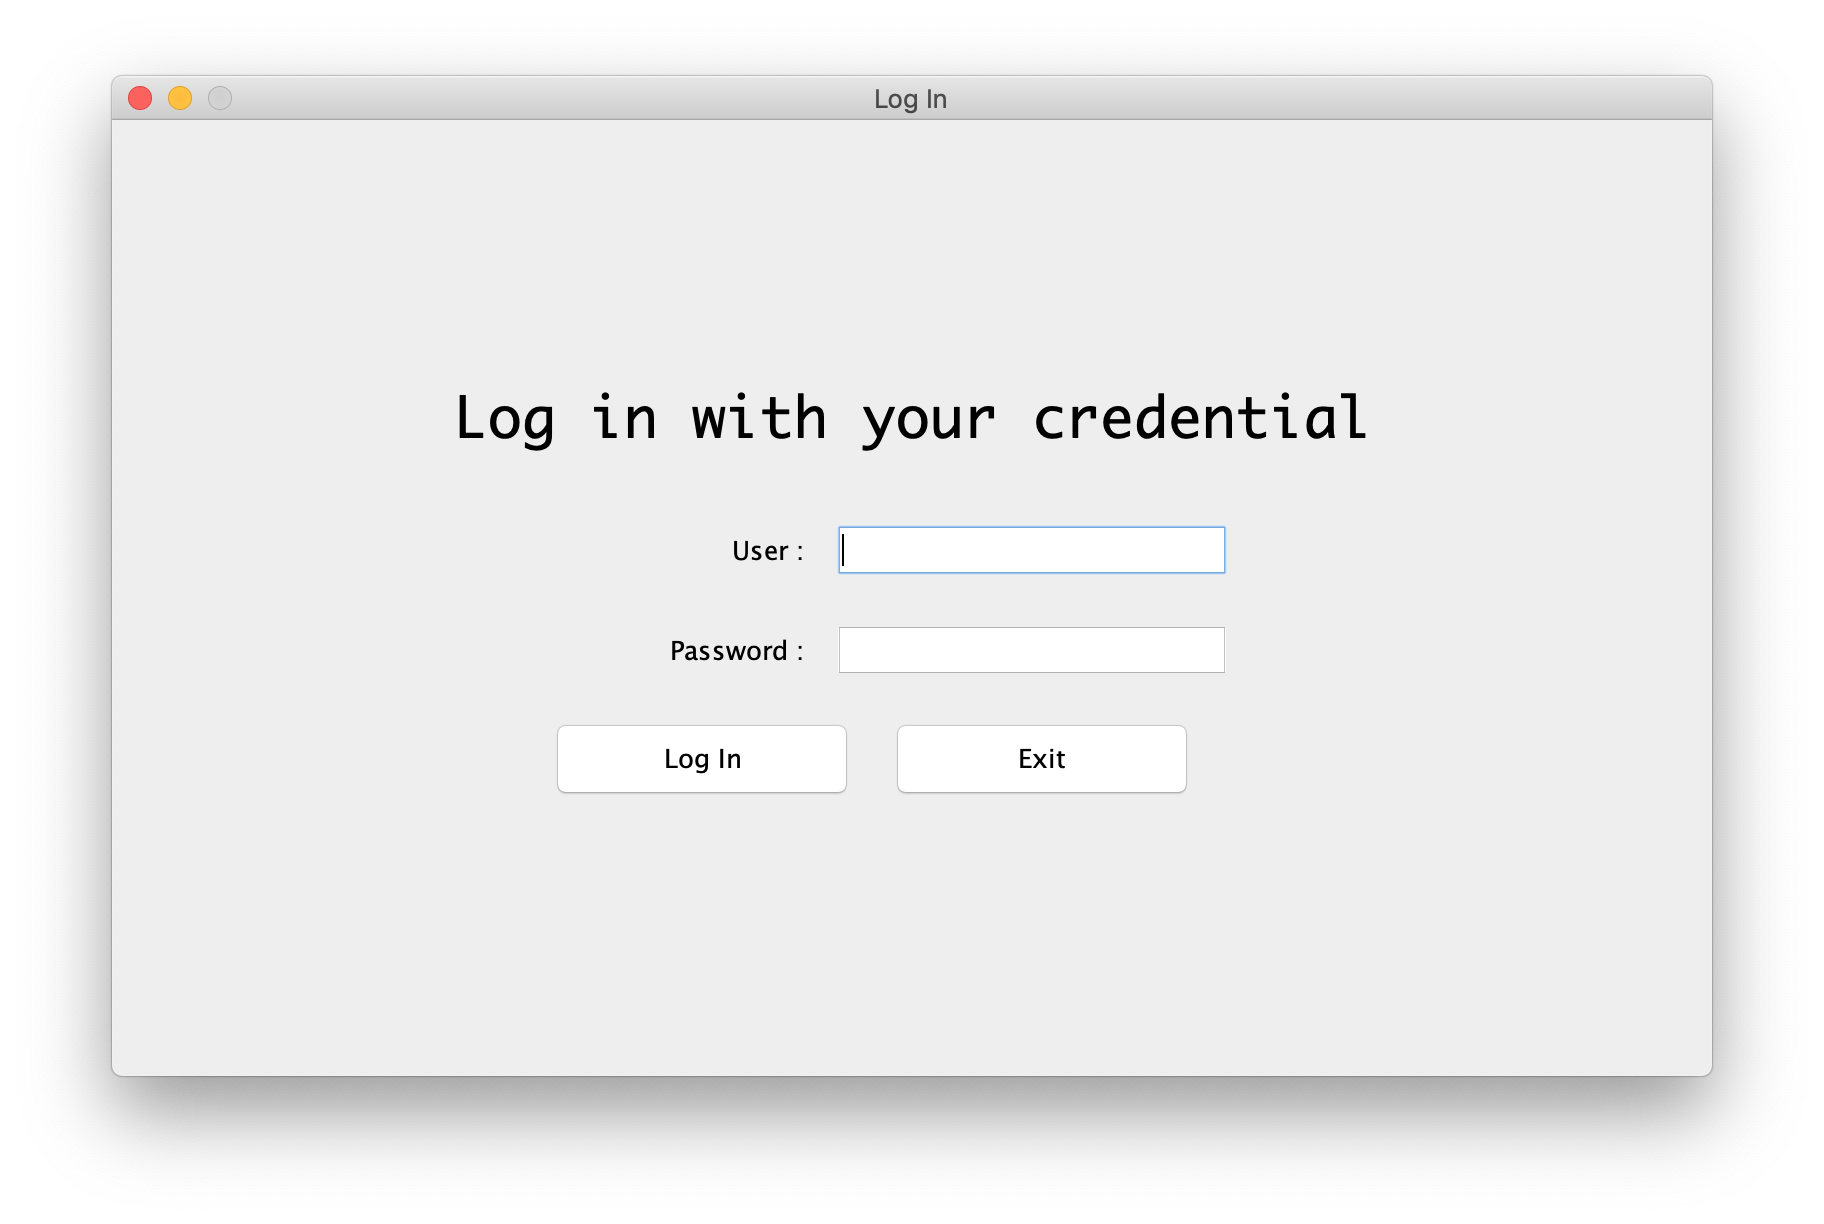 Log In
Log in with your credential
User :
Password :
Log In
Exit